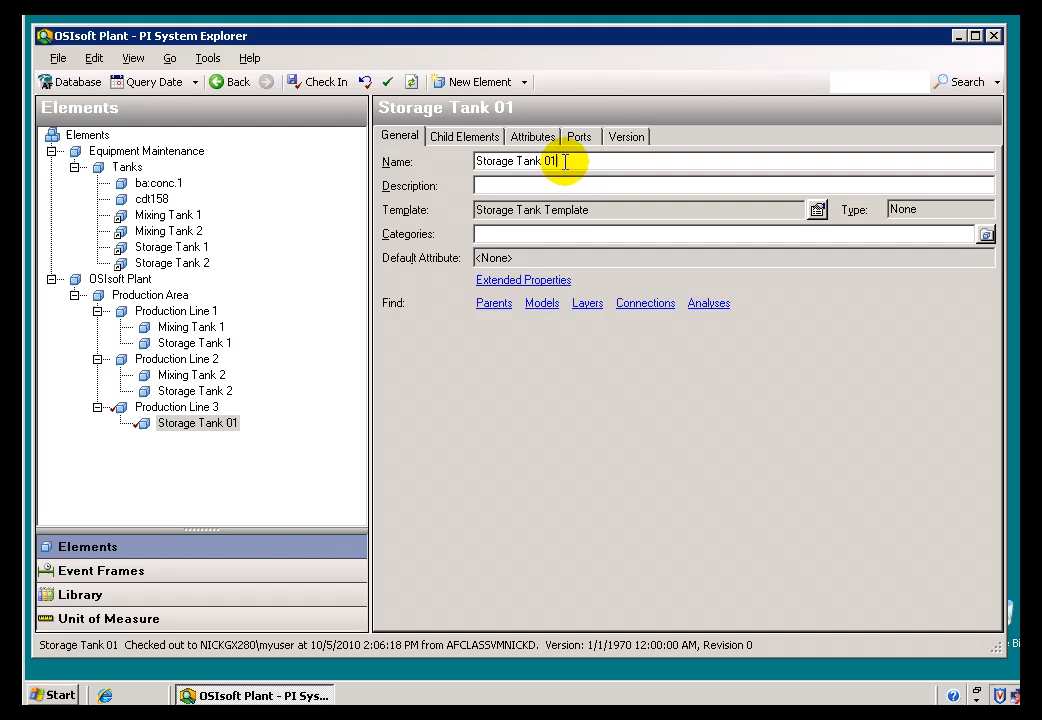 OSIsoft Plant - PI System Explorer
File Edit View Go Tools Help
Database Query Date Back Check In New Element Search
Elements
Elements
Equipment Maintenance
Tanks
ba:conc.1
cdt158
Mixing Tank 1
Mixing Tank 2
Storage Tank 1
Storage Tank 2
OSIsoft Plant
Production Area
Production Line 1
Mixing Tank 1
Storage Tank 1
Production Line 2
Mixing Tank 2
Storage Tank 2
Production Line 3
Storage Tank 01
Elements
Event Frames
Library
Unit of Measure
Storage Tank 01
General Child Elements Attributes Ports Version
Name: Storage Tank 01
Description:
Template: Storage Tank Template Type: None
Categories:
Default Attribute: <None>
Extended Properties
Find: Parents Models Layers Connections Analyses
Storage Tank 01 Checked out to NICKGX280\myuser at 10/5/2010 2:06:18 PM from AFCLASSVMNICKD. Version: 1/1/1970 12:00:00 AM, Revision 0
Start OSIsoft Plant - PI Sys...